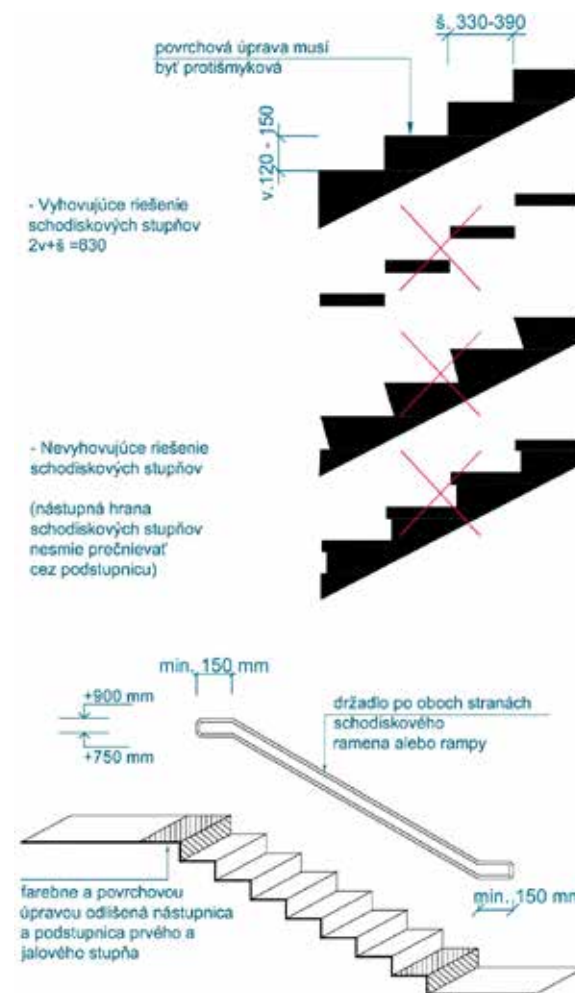 š. 330-390
povrchová úprava musí
byť protišmyková
v.120 - 150
- Vyhovujúce riešenie
schodiskových stupňov
2v+š =630
- Nevyhovujúce riešenie
schodiskových stupňov
(nástupná hrana
schodiskových stupňov
nesmie prečnievať
cez podstupnicu)
min. 150 mm
+900 mm
+750 mm
držadlo po oboch stranách
schodiskového
ramena alebo rampy
min. 150 mm
farebne a povrchovou
úpravou odlíšená nástupnica
a podstupnica prvého a
jalového stupňa